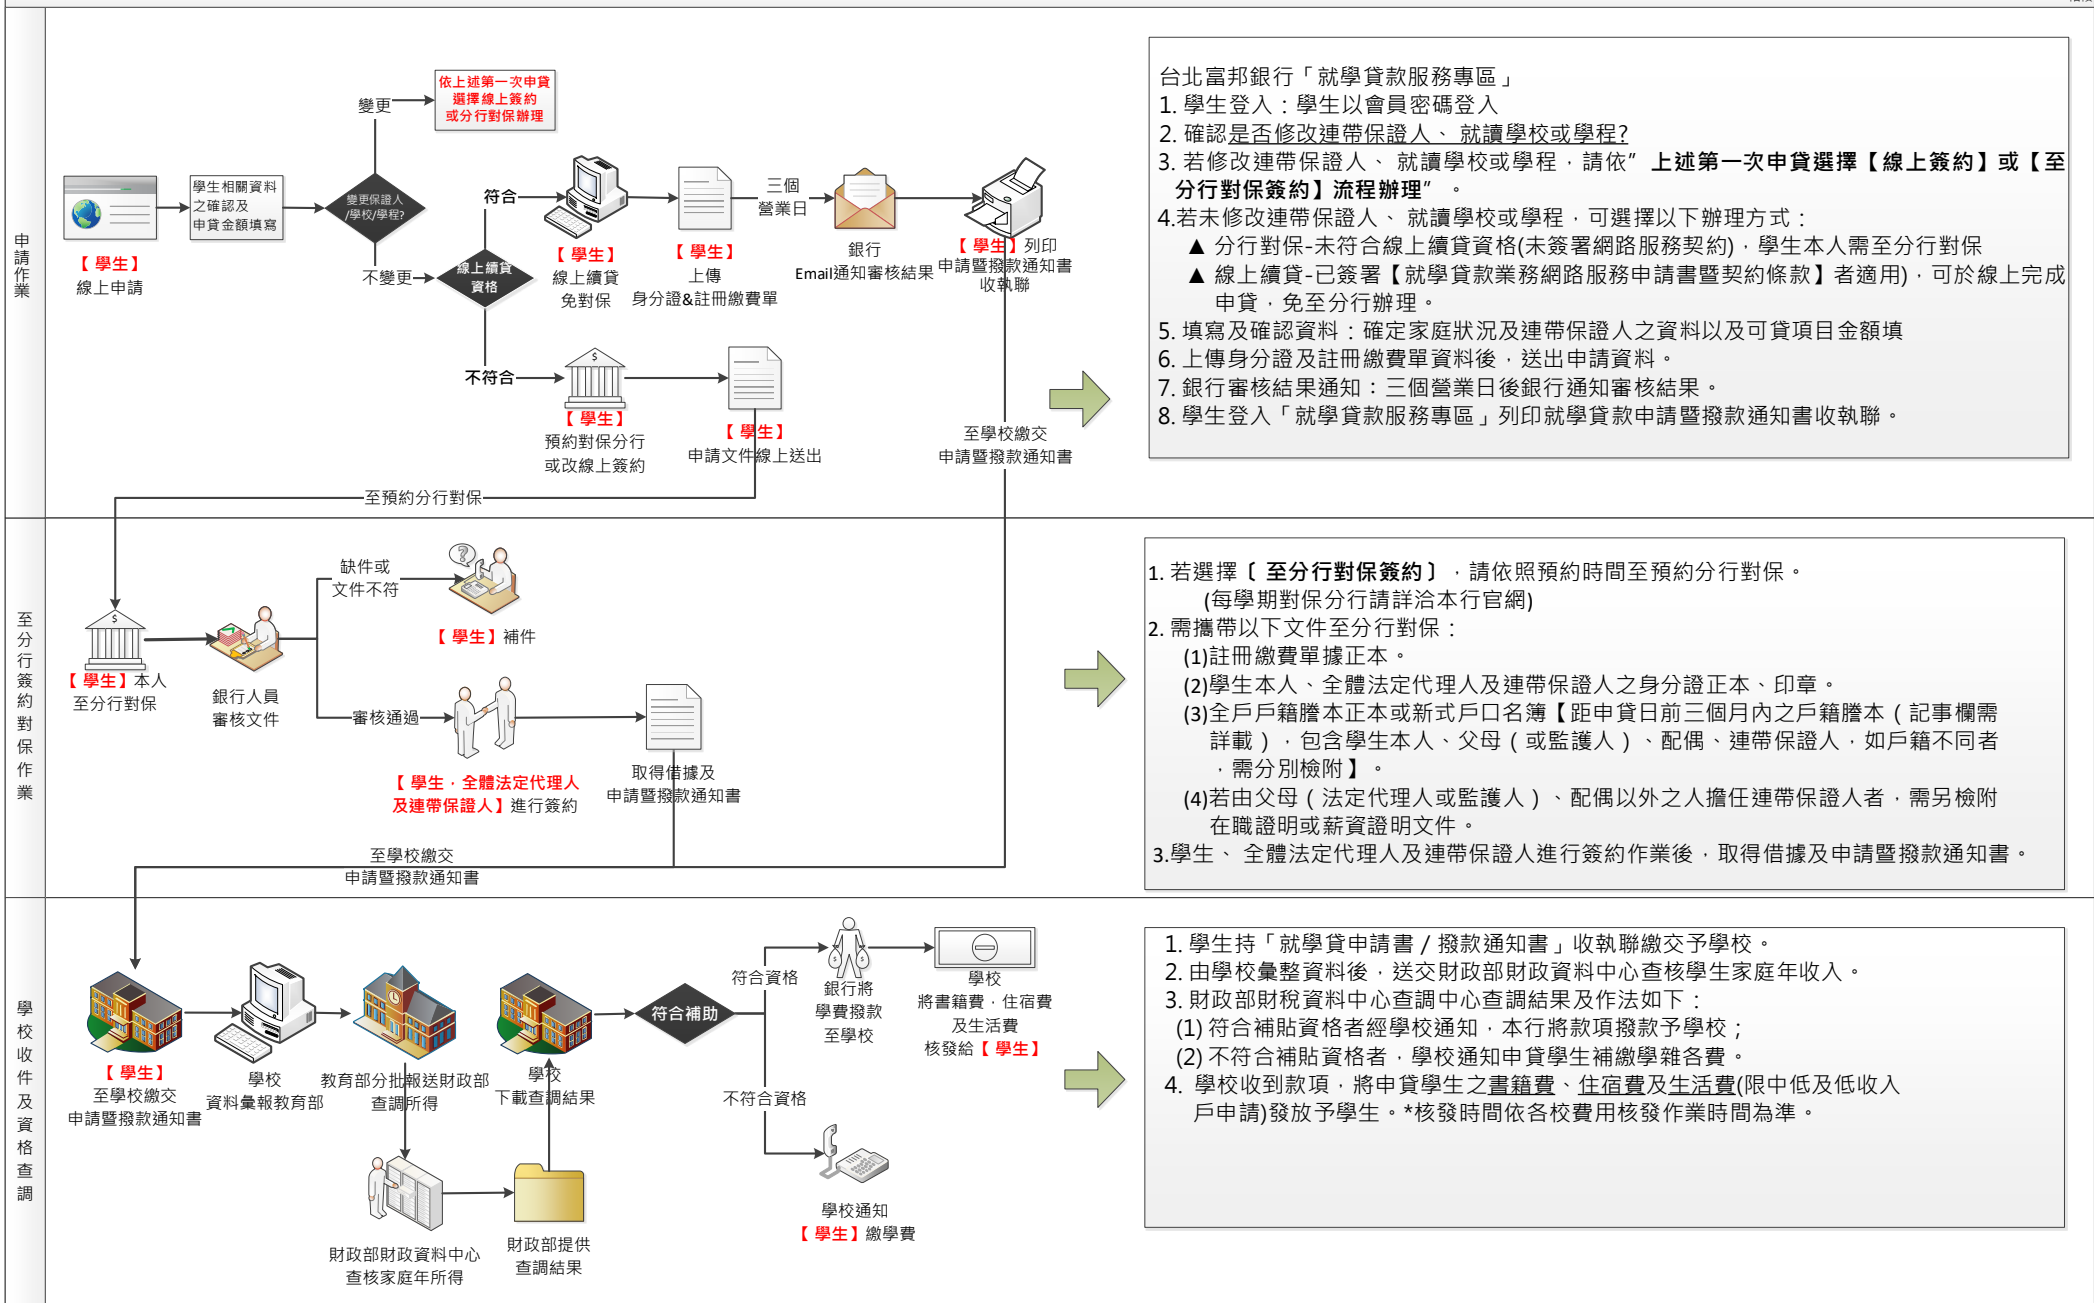 申請作業
變更
依上述第一次申貸
選擇線上簽約
或分行對保辦理
【學生】
線上申請
學生相關資料
之確認及
申貸金額填寫
變更保證人
/學校/學程?
不變更
線上續貸
資格
符合
【學生】
線上續貸
免對保
【學生】
上傳
身分證&註冊繳費單
三個
營業日
銀行
Email通知審核結果
【學生】列印
申請暨撥款通知書
收執聯
不符合
【學生】
預約對保分行
或改線上簽約
【學生】
申請文件線上送出
至學校繳交
申請暨撥款通知書
至預約分行對保
台北富邦銀行「就學貸款服務專區」
1. 學生登入：學生以會員密碼登入
2. 確認是否修改連帶保證人、 就讀學校或學程?
3. 若修改連帶保證人、 就讀學校或學程，請依” 上述第一次申貸選擇【線上簽約】或【至
分行對保簽約】流程辦理” 。
4.若未修改連帶保證人、 就讀學校或學程，可選擇以下辦理方式：
▲ 分行對保-未符合線上續貸資格(未簽署網路服務契約)，學生本人需至分行對保
▲ 線上續貸-已簽署【就學貸款業務網路服務申請書暨契約條款】者適用)，可於線上完成
申貸，免至分行辦理。
5. 填寫及確認資料：確定家庭狀況及連帶保證人之資料以及可貸項目金額填
6. 上傳身分證及註冊繳費單資料後，送出申請資料。
7. 銀行審核結果通知：三個營業日後銀行通知審核結果。
8. 學生登入「就學貸款服務專區」列印就學貸款申請暨撥款通知書收執聯。
至分行簽約對保作業
【學生】本人
至分行對保
銀行人員
審核文件
缺件或
文件不符
【學生】補件
審核通過
【學生，全體法定代理人
及連帶保證人】進行簽約
取得借據及
申請暨撥款通知書
至學校繳交
申請暨撥款通知書
1. 若選擇〔 至分行對保簽約〕，請依照預約時間至預約分行對保。
(每學期對保分行請詳洽本行官網)
2. 需攜帶以下文件至分行對保：
(1)註冊繳費單據正本。
(2)學生本人、全體法定代理人及連帶保證人之身分證正本、印章。
(3)全戶戶籍謄本正本或新式戶口名簿【距申貸日前三個月內之戶籍謄本（記事欄需
詳載），包含學生本人、父母（或監護人）、配偶、連帶保證人，如戶籍不同者
，需分別檢附】。
(4)若由父母（法定代理人或監護人）、配偶以外之人擔任連帶保證人者，需另檢附
在職證明或薪資證明文件。
3.學生、 全體法定代理人及連帶保證人進行簽約作業後，取得借據及申請暨撥款通知書。
學校收件及資格查調
【學生】
至學校繳交
申請暨撥款通知書
學校
資料彙報教育部
教育部分批報送財政部
查調所得
財政部財政資料中心
查核家庭年所得
財政部提供
查調結果
學校
下載查調結果
符合補助
符合資格
銀行將
學費撥款
至學校
學校
將書籍費，住宿費
及生活費
核發給【學生】
不符合資格
學校通知
【學生】繳學費
1. 學生持「就學貸申請書 / 撥款通知書」收執聯繳交予學校。
2. 由學校彙整資料後，送交財政部財政資料中心查核學生家庭年收入。
3. 財政部財稅資料中心查調中心查調結果及作法如下：
(1) 符合補貼資格者經學校通知，本行將款項撥款予學校；
(2) 不符合補貼資格者，學校通知申貸學生補繳學雜各費。
4. 學校收到款項，將申貸學生之書籍費、住宿費及生活費(限中低及低收入
戶申請)發放予學生。*核發時間依各校費用核發作業時間為準。